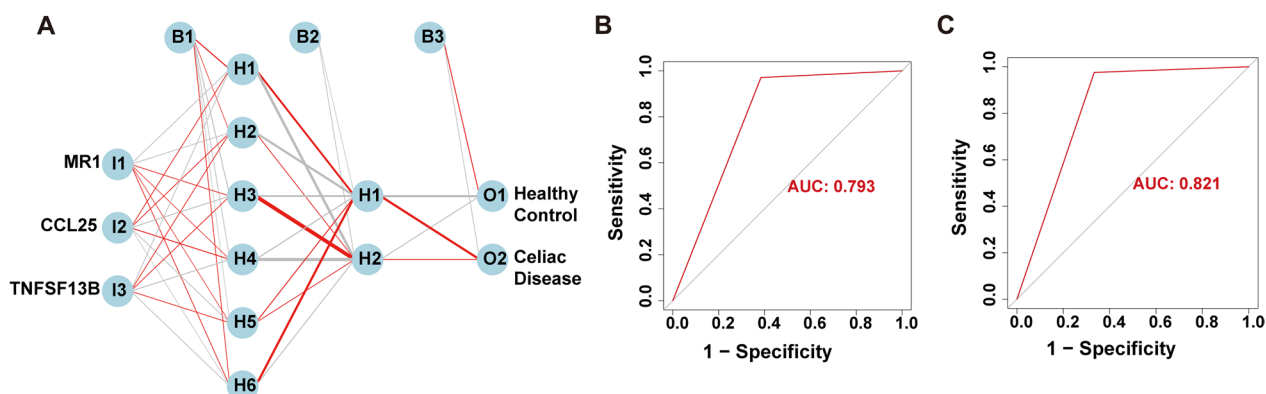 A
B1
B2
B3
H1
H2
MR1
I1
H3
H1
O1
Healthy
Control
CCL25
I2
H4
H2
O2
Celiac
Disease
TNFSF13B
I3
H5
H6
B
Sensitivity
0.0
0.2
0.4
0.6
0.8
1.0
AUC: 0.793
0.0 0.2 0.4 0.6 0.8 1.0
1 − Specificity
C
Sensitivity
0.0
0.2
0.4
0.6
0.8
1.0
AUC: 0.821
0.0 0.2 0.4 0.6 0.8 1.0
1 − Specificity